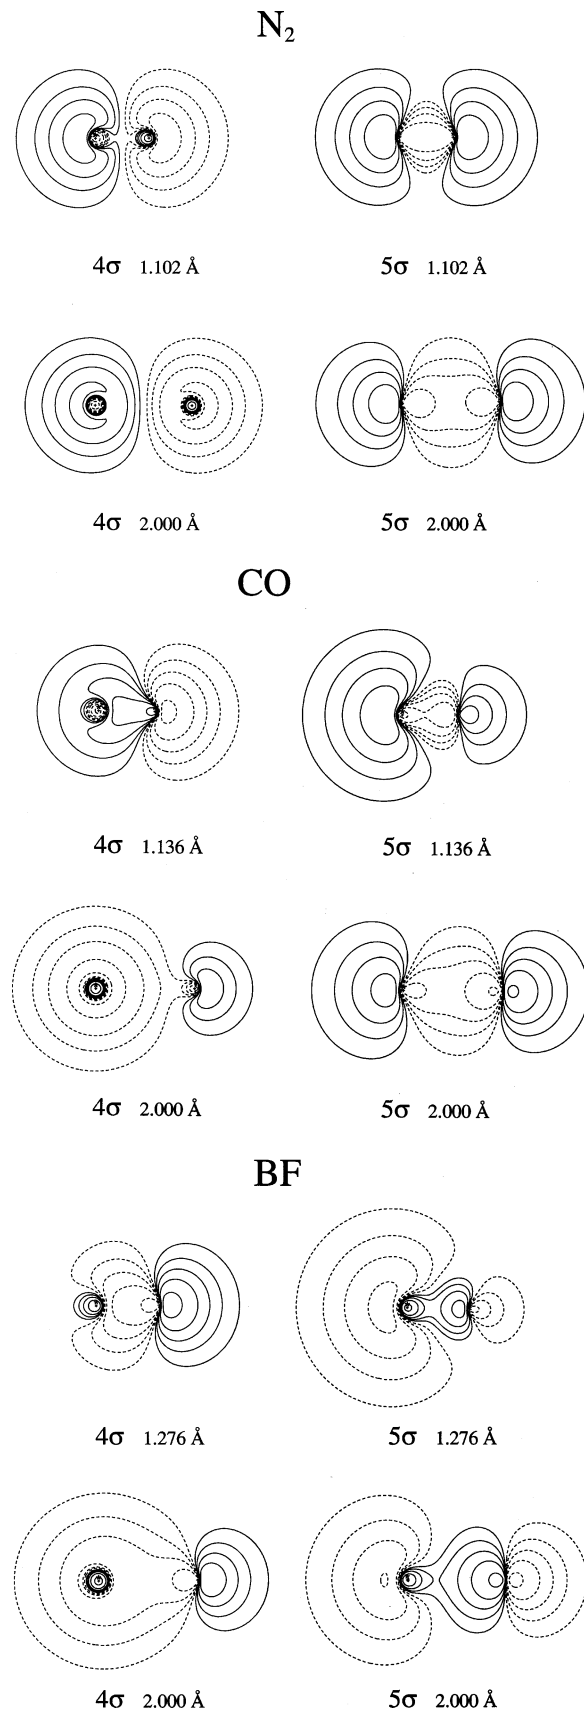 N₂
4σ 1.102 Å 5σ 1.102 Å
4σ 2.000 Å 5σ 2.000 Å
CO
4σ 1.136 Å 5σ 1.136 Å
4σ 2.000 Å 5σ 2.000 Å
BF
4σ 1.276 Å 5σ 1.276 Å
4σ 2.000 Å 5σ 2.000 Å